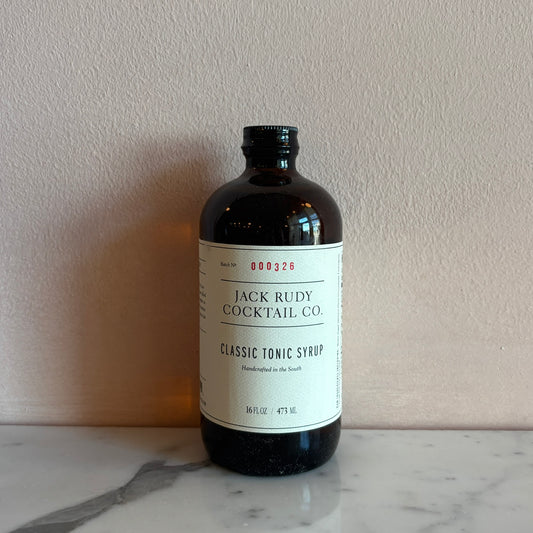 Batch Nº 000326
JACK RUDY
COCKTAIL CO.
CLASSIC TONIC SYRUP
Handcrafted in the South
16 FL OZ / 473 ML